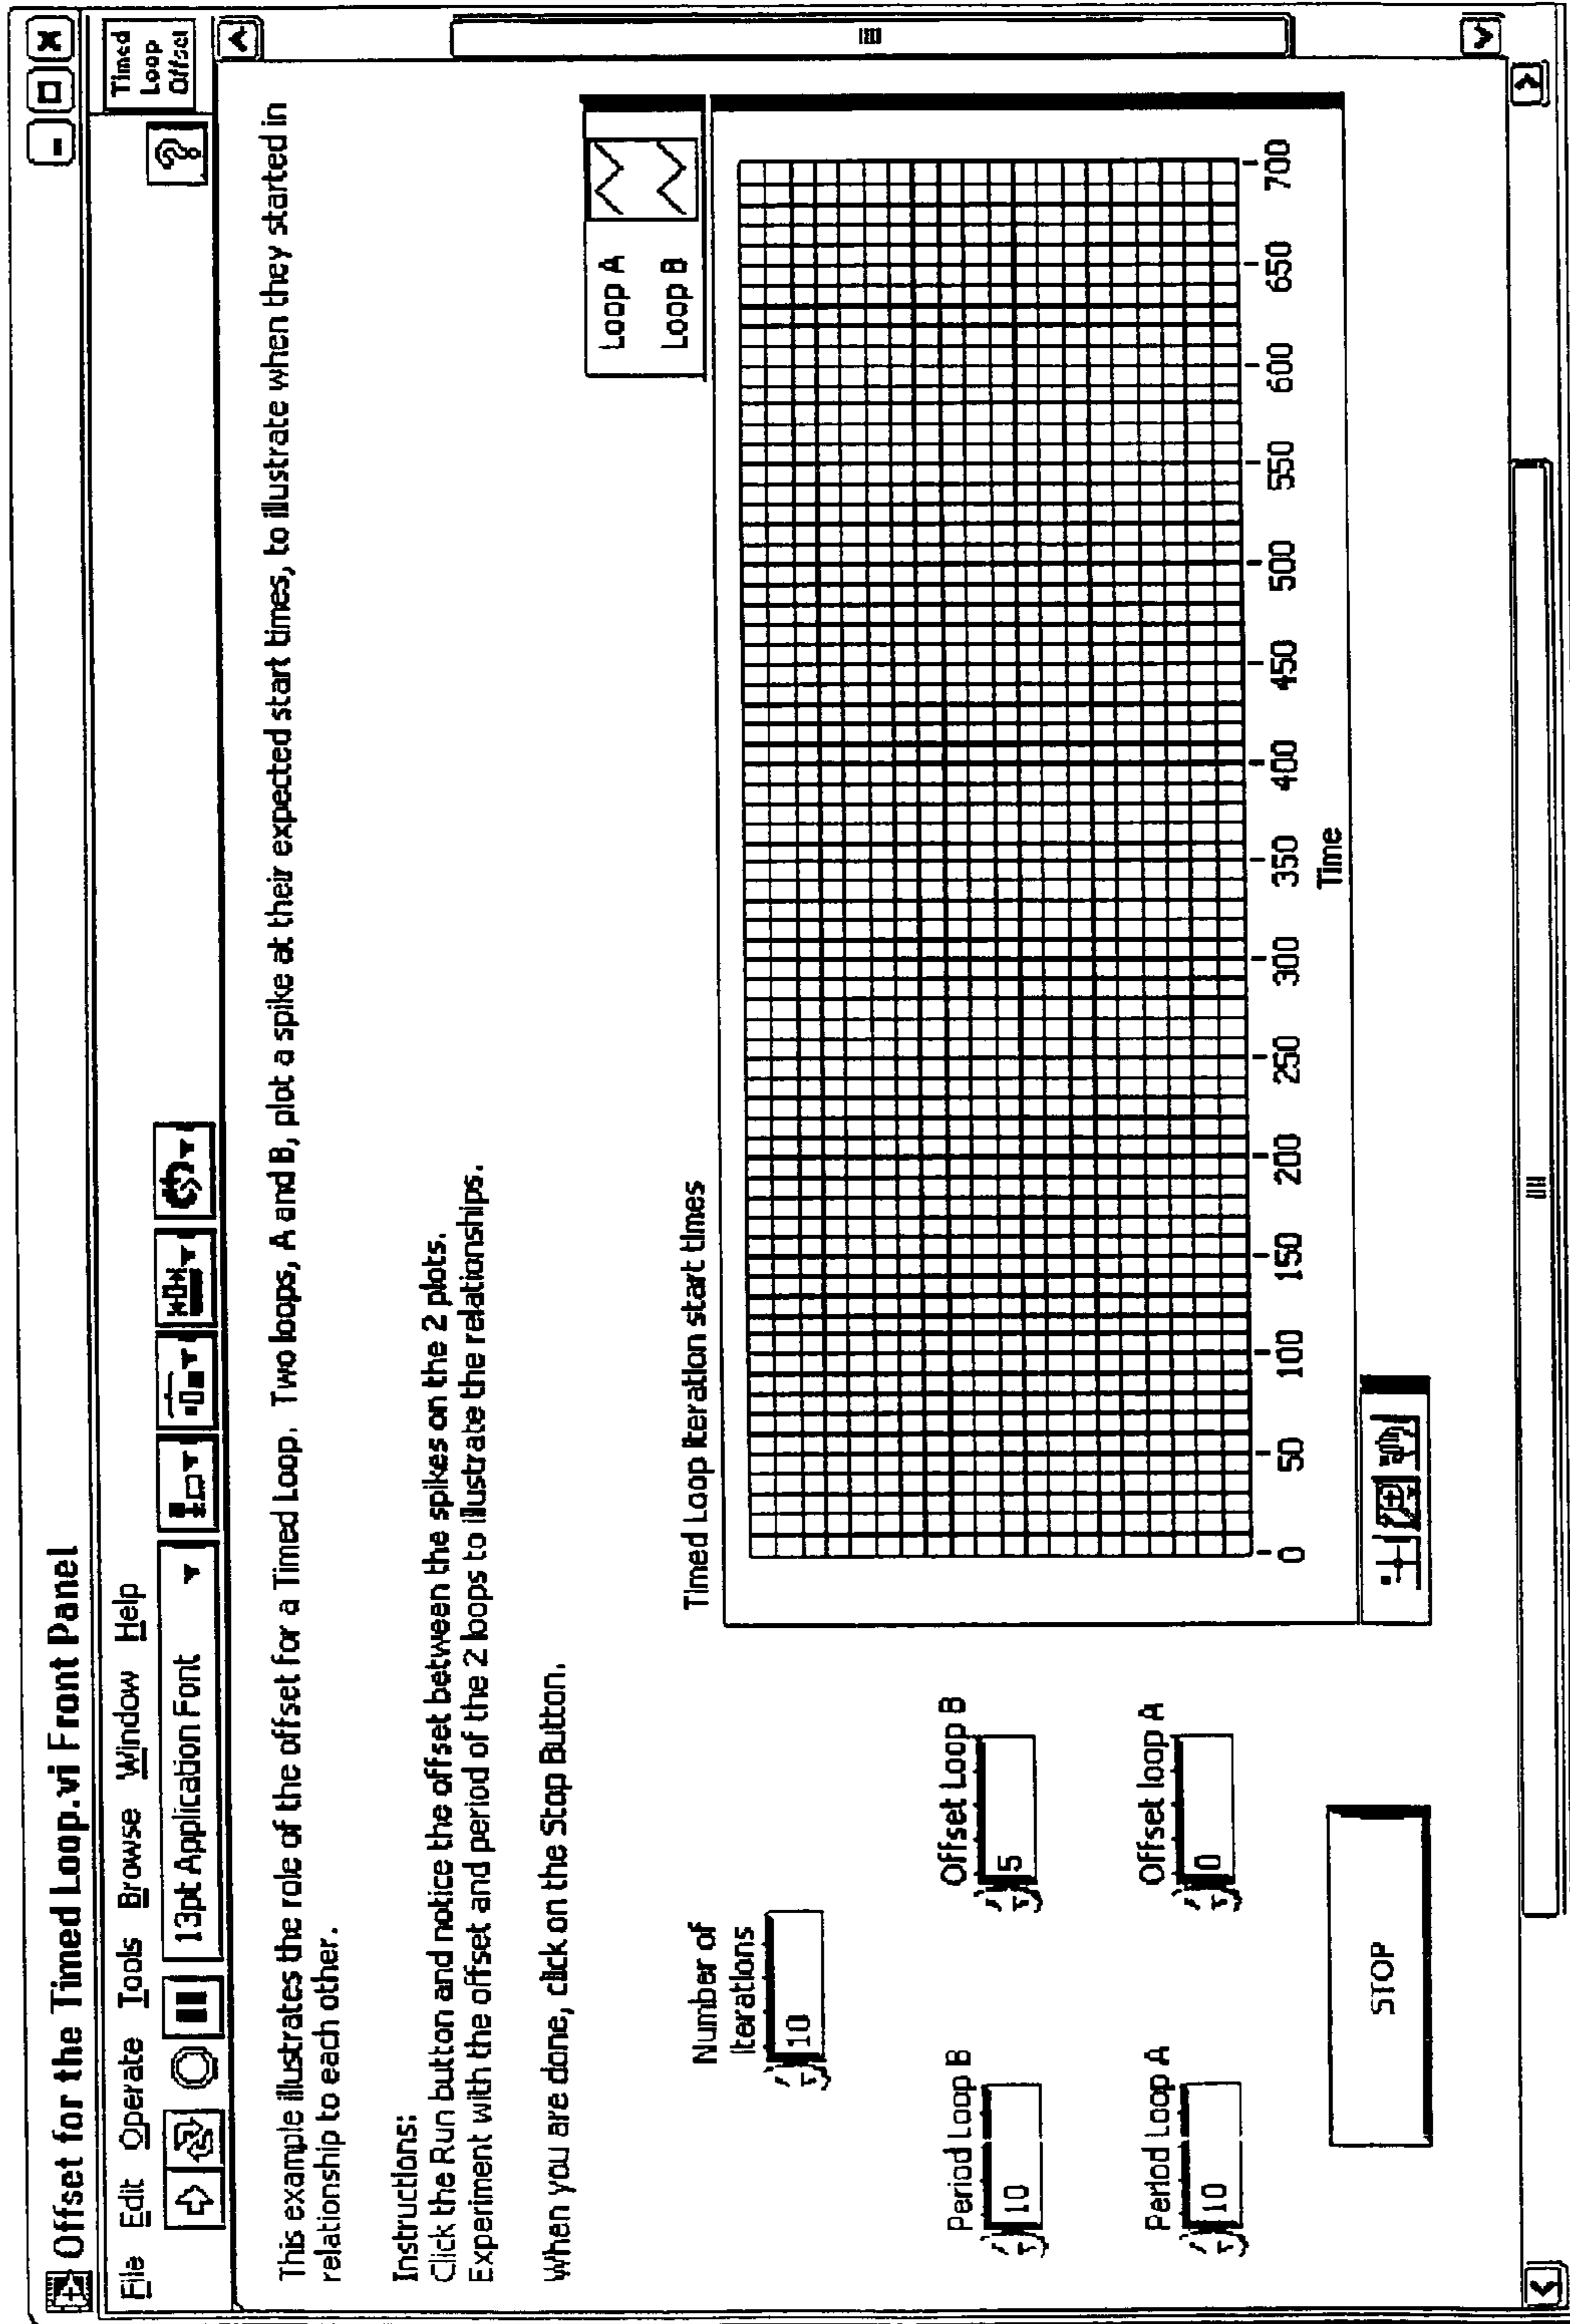 Offset for the Timed Loop.vi Front Panel
File Edit Operate Tools Browse Window Help
13pt Application Font
?
Timed
Loop
Offset
This example illustrates the role of the offset for a Timed Loop. Two loops, A and B, plot a spike at their expected start times, to illustrate when they started in
relationship to each other.
Instructions:
Click the Run button and notice the offset between the spikes on the 2 plots.
Experiment with the offset and period of the 2 loops to illustrate the relationships.
When you are done, click on the Stop Button.
Number of
Iterations
10
Period Loop B
10
Offset Loop B
5
Period Loop A
10
Offset loop A
0
STOP
Timed Loop Iteration start times
Loop A
Loop B
0 50 100 150 200 250 300 350 400 450 500 550 600 650 700
Time